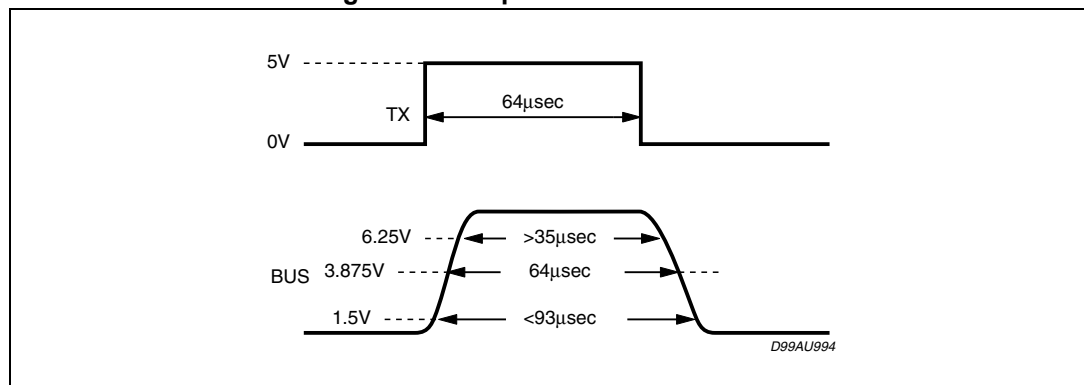 5V
64µsec
TX
0V
6.25V
>35µsec
BUS 3.875V
64µsec
1.5V
<93µsec
D99AU994